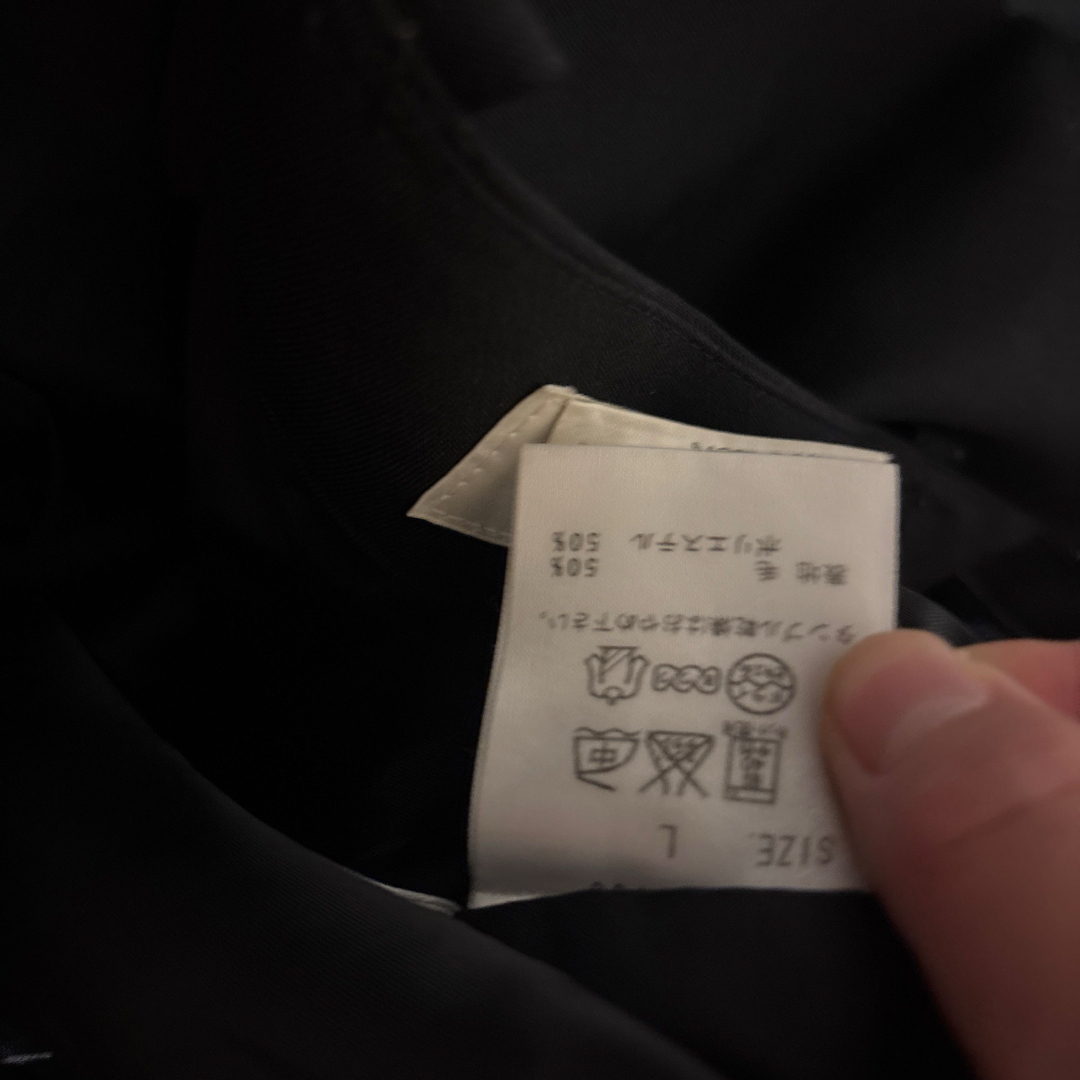 SIZE. L
タンブル乾燥はおやめ下さい。
表地 毛 50%
ポリエステル 50%